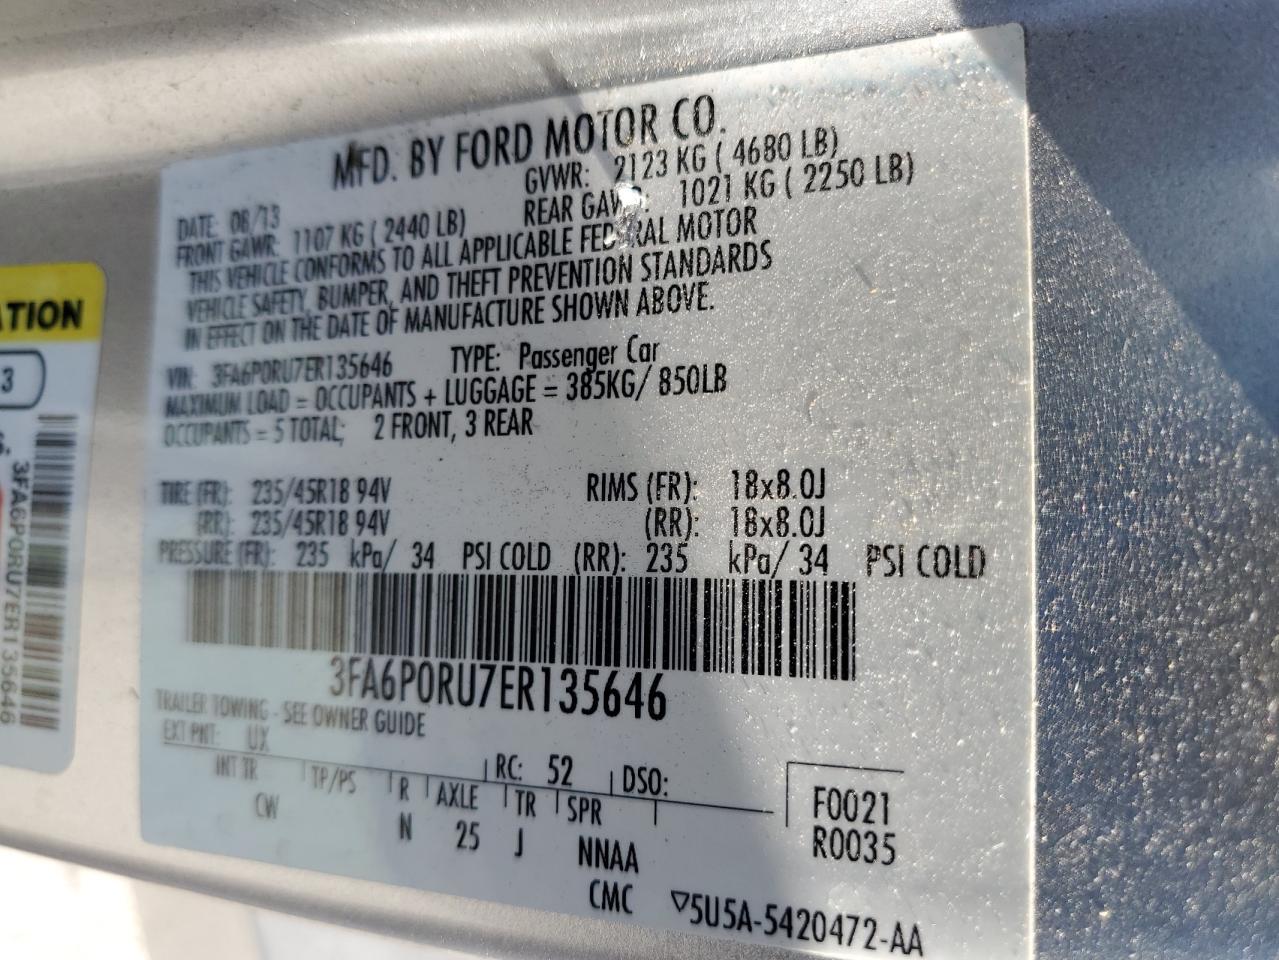 MFD. BY FORD MOTOR CO.
DATE: 08/13 GVWR: 2123 KG ( 4680 LB)
FRONT GAWR: 1107 KG ( 2440 LB) REAR GAWR: 1021 KG ( 2250 LB)
THIS VEHICLE CONFORMS TO ALL APPLICABLE FEDERAL MOTOR
VEHICLE SAFETY, BUMPER, AND THEFT PREVENTION STANDARDS
IN EFFECT ON THE DATE OF MANUFACTURE SHOWN ABOVE.
VIN: 3FA6P0RU7ER135646 TYPE: Passenger Car
MAXIMUM LOAD = OCCUPANTS + LUGGAGE = 385KG/ 850LB
OCCUPANTS = 5 TOTAL; 2 FRONT, 3 REAR
TIRE (FR): 235/45R18 94V RIMS (FR): 18x8.0J
(RR): 235/45R18 94V (RR): 18x8.0J
PRESSURE (FR): 235 kPa/ 34 PSI COLD (RR): 235 kPa/ 34 PSI COLD
3FA6P0RU7ER135646
TRAILER TOWING - SEE OWNER GUIDE
EXT PNT: UX RC: 52 DSO:
INT TR TP/PS R AXLE TR SPR F0021
CW N 25 J NNAA R0035
CMC ▽5U5A-5420472-AA
ATION
3
S.
3FA6P0RU7ER135646